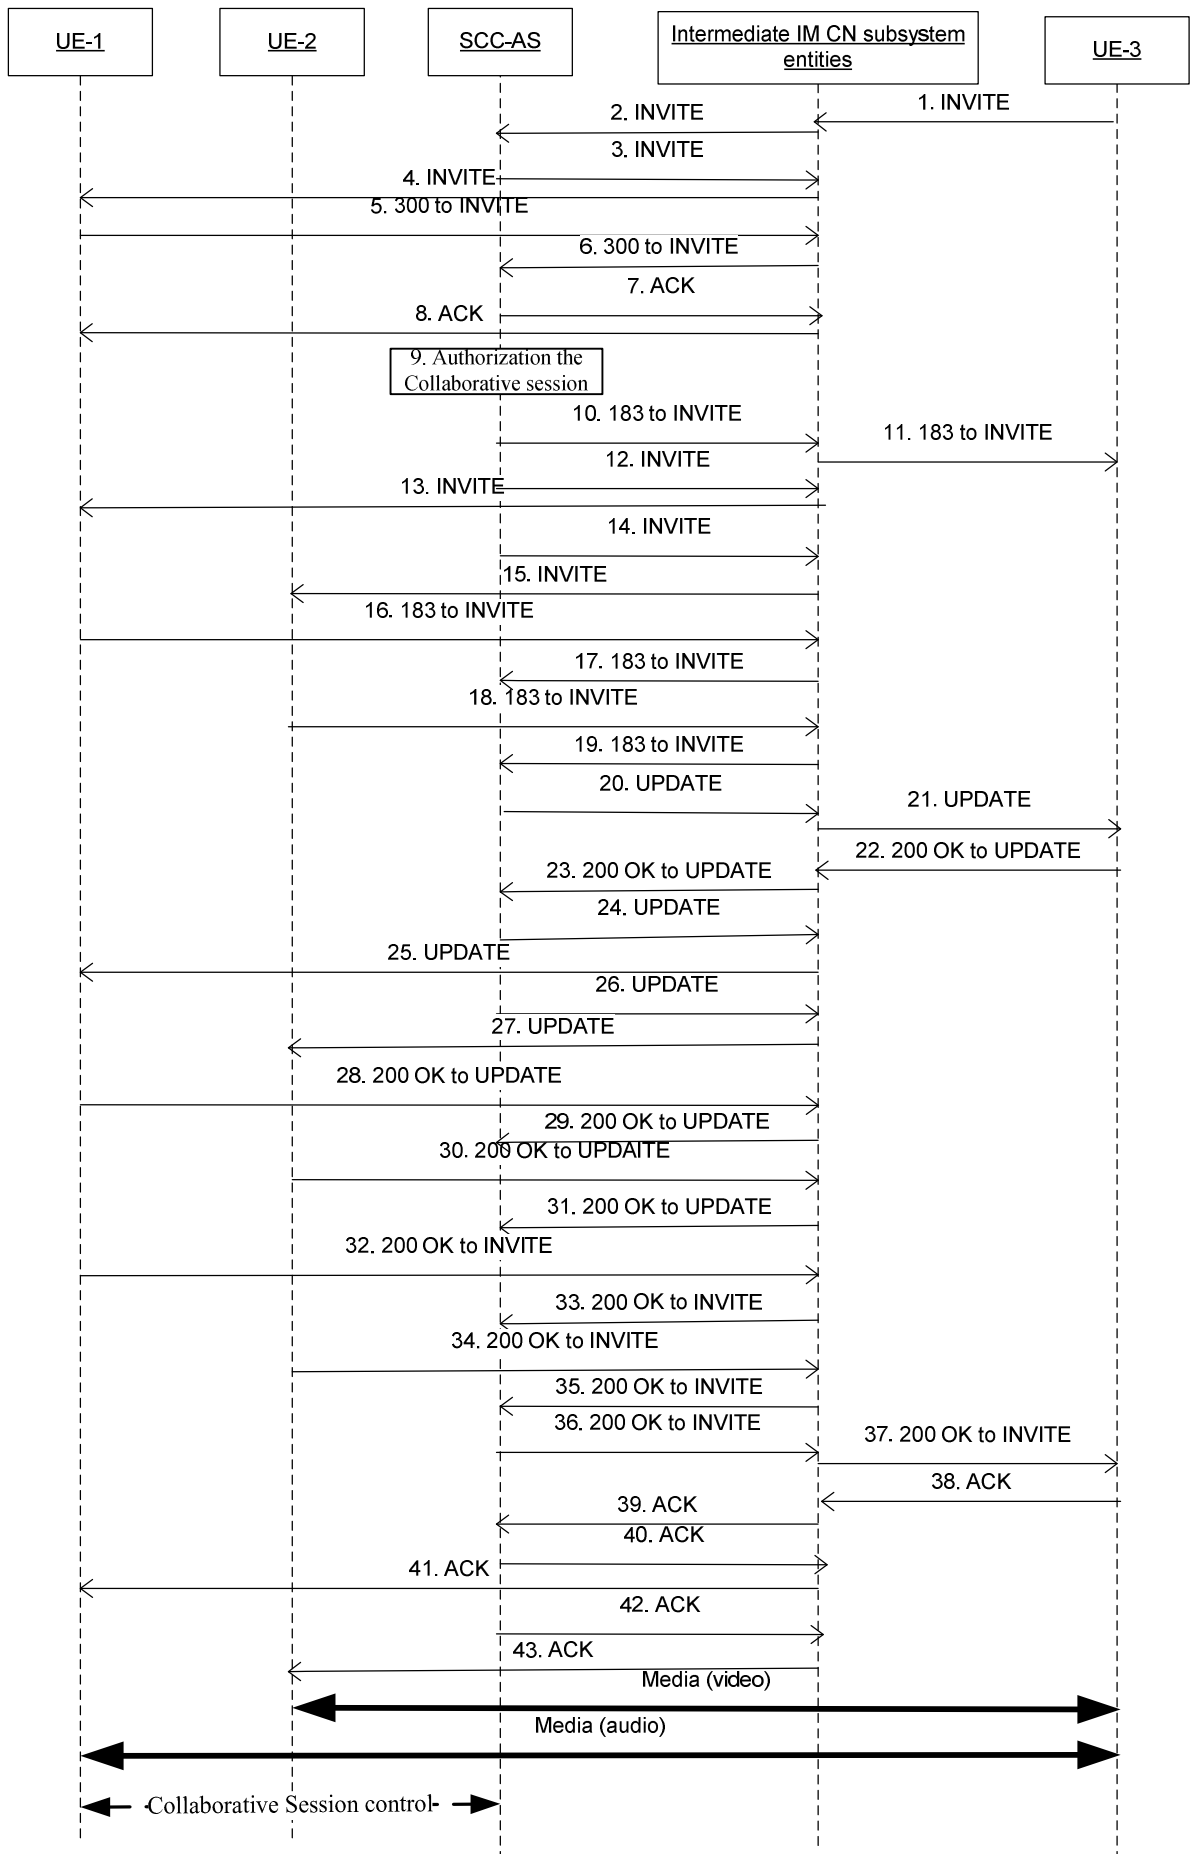 UE-1
UE-2
SCC-AS
Intermediate IM CN subsystem
entities
UE-3
1. INVITE
2. INVITE
3. INVITE
4. INVITE
5. 300 to INVITE
6. 300 to INVITE
7. ACK
8. ACK
9. Authorization the
Collaborative session
10. 183 to INVITE
11. 183 to INVITE
12. INVITE
13. INVITE
14. INVITE
15. INVITE
16. 183 to INVITE
17. 183 to INVITE
18. 183 to INVITE
19. 183 to INVITE
20. UPDATE
21. UPDATE
22. 200 OK to UPDATE
23. 200 OK to UPDATE
24. UPDATE
25. UPDATE
26. UPDATE
27. UPDATE
28. 200 OK to UPDATE
29. 200 OK to UPDATE
30. 200 OK to UPDAITE
31. 200 OK to UPDATE
32. 200 OK to INVITE
33. 200 OK to INVITE
34. 200 OK to INVITE
35. 200 OK to INVITE
36. 200 OK to INVITE
37. 200 OK to INVITE
38. ACK
39. ACK
40. ACK
41. ACK
42. ACK
43. ACK
Media (video)
Media (audio)
Collaborative Session control